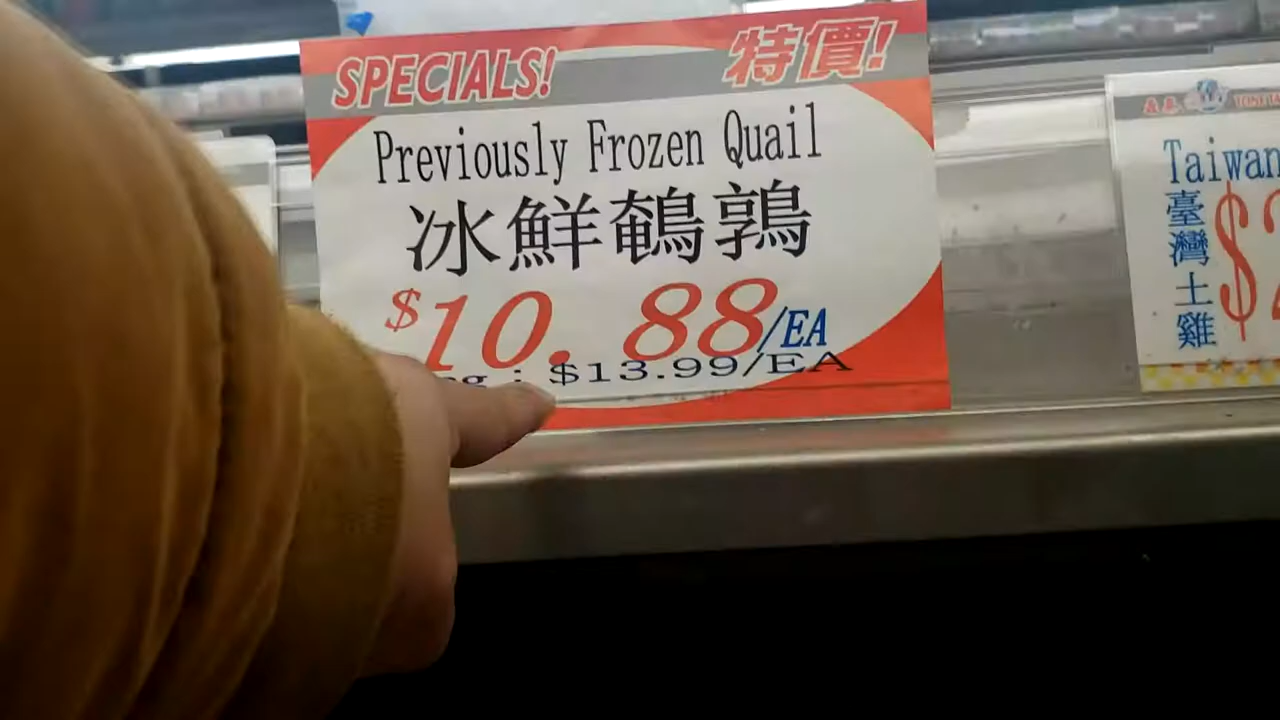 SPECIALS! 特價!
Previously Frozen Quail
冰鮮鵪鶉
$10.88/EA
: $13.99/EA
Taiwan
臺灣土雞
$